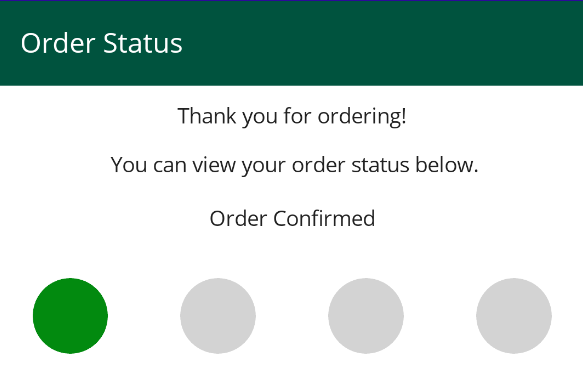 Order Status
Thank you for ordering!
You can view your order status below.
Order Confirmed